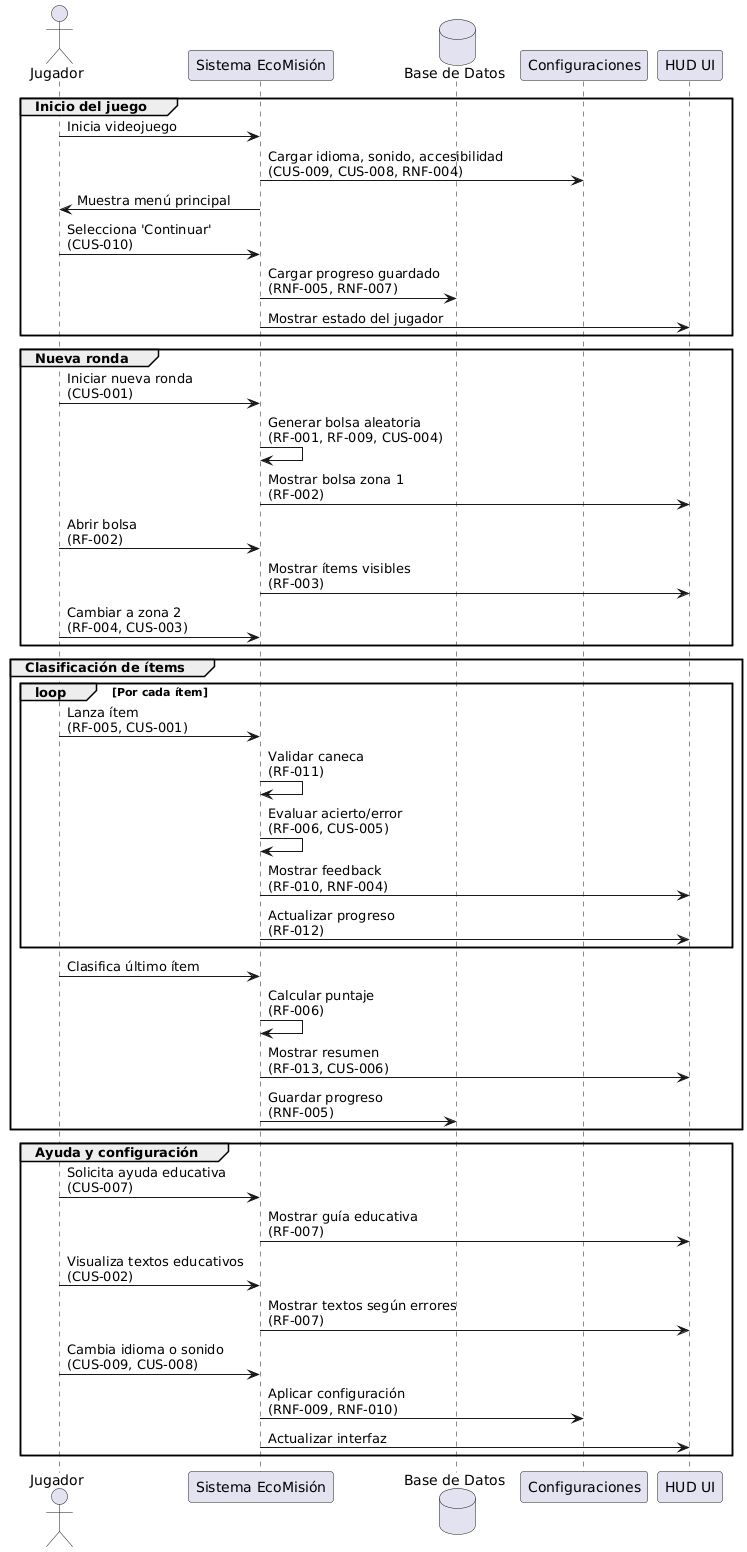 Jugador
Sistema EcoMisión
Base de Datos
Configuraciones
HUD UI
Inicio del juego
Inicia videojuego
Cargar idioma, sonido, accesibilidad
(CUS-009, CUS-008, RNF-004)
Muestra menú principal
Selecciona 'Continuar'
(CUS-010)
Cargar progreso guardado
(RNF-005, RNF-007)
Mostrar estado del jugador
Nueva ronda
Iniciar nueva ronda
(CUS-001)
Generar bolsa aleatoria
(RF-001, RF-009, CUS-004)
Mostrar bolsa zona 1
(RF-002)
Abrir bolsa
(RF-002)
Mostrar ítems visibles
(RF-003)
Cambiar a zona 2
(RF-004, CUS-003)
Clasificación de ítems
loop [Por cada ítem]
Lanza ítem
(RF-005, CUS-001)
Validar caneca
(RF-011)
Evaluar acierto/error
(RF-006, CUS-005)
Mostrar feedback
(RF-010, RNF-004)
Actualizar progreso
(RF-012)
Clasifica último ítem
Calcular puntaje
(RF-006)
Mostrar resumen
(RF-013, CUS-006)
Guardar progreso
(RNF-005)
Ayuda y configuración
Solicita ayuda educativa
(CUS-007)
Mostrar guía educativa
(RF-007)
Visualiza textos educativos
(CUS-002)
Mostrar textos según errores
(RF-007)
Cambia idioma o sonido
(CUS-009, CUS-008)
Aplicar configuración
(RNF-009, RNF-010)
Actualizar interfaz
Jugador
Sistema EcoMisión
Base de Datos
Configuraciones
HUD UI